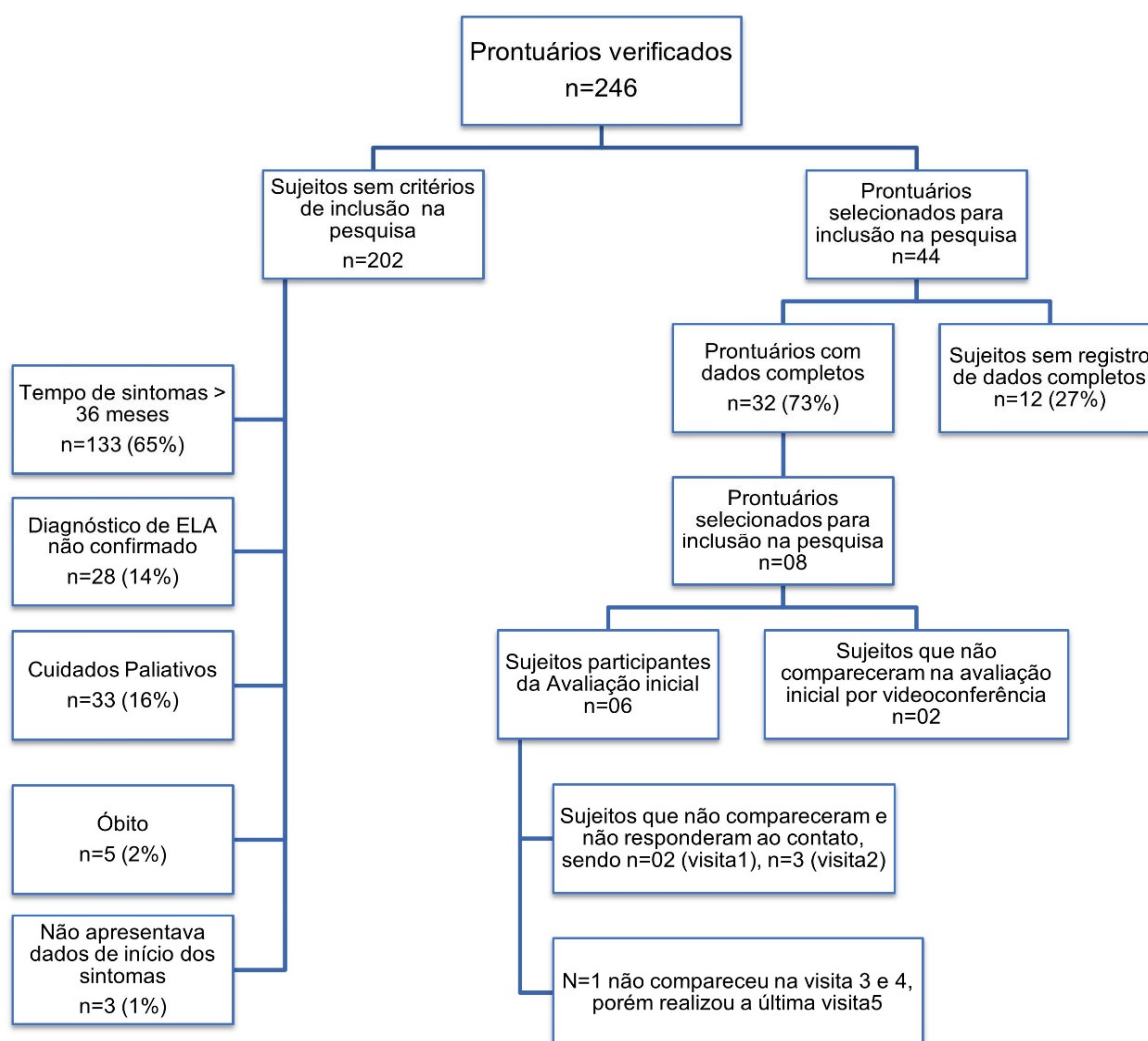 Prontuários verificados
n=246
Sujeitos sem critérios
de inclusão na
pesquisa
n=202
Prontuários
selecionados para
inclusão na pesquisa
n=44
Tempo de sintomas >
36 meses
n=133 (65%)
Diagnóstico de ELA
não confirmado
n=28 (14%)
Cuidados Paliativos
n=33 (16%)
Óbito
n=5 (2%)
Não apresentava
dados de início dos
sintomas
n=3 (1%)
Prontuários com
dados completos
n=32 (73%)
Sujeitos sem registro
de dados completos
n=12 (27%)
Prontuários
selecionados para
inclusão na pesquisa
n=08
Sujeitos participantes
da Avaliação inicial
n=06
Sujeitos que não
compareceram na avaliação
inicial por videoconferência
n=02
Sujeitos que não compareceram e
não responderam ao contato,
sendo n=02 (visita1), n=3 (visita2)
N=1 não compareceu na visita 3 e 4,
porém realizou a última visita5